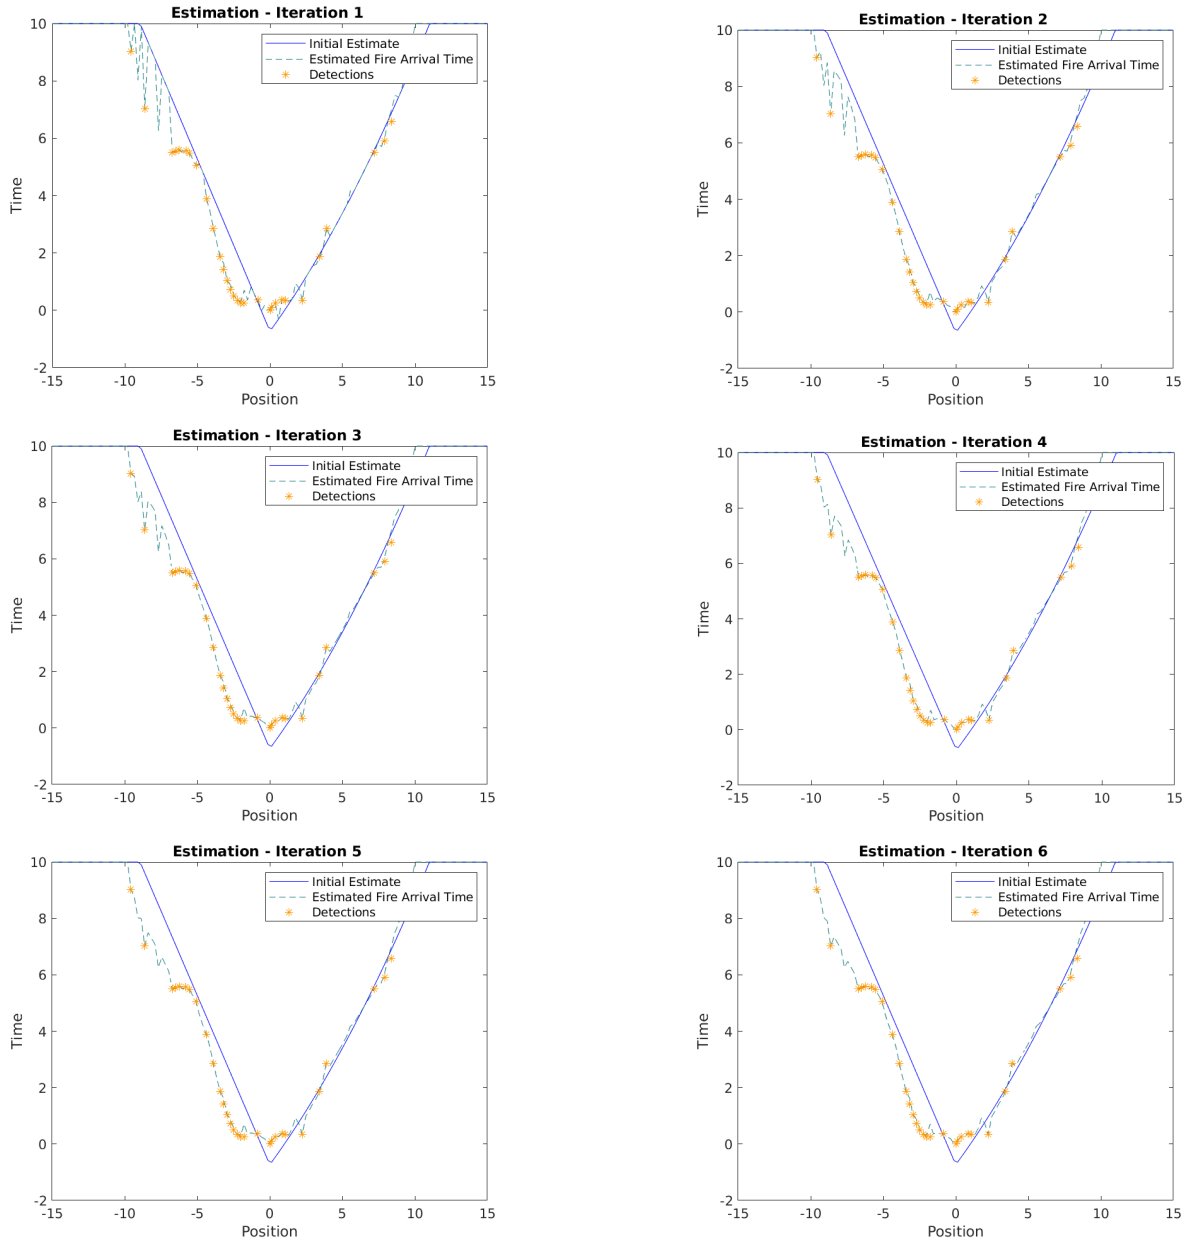 Estimation - Iteration 1
10
8
6
4
2
0
-2
Time
Initial Estimate
Estimated Fire Arrival Time
Detections
-15 -10 -5 0 5 10 15
Position
Estimation - Iteration 2
10
8
6
4
2
0
-2
Time
Initial Estimate
Estimated Fire Arrival Time
Detections
-15 -10 -5 0 5 10 15
Position
Estimation - Iteration 3
10
8
6
4
2
0
-2
Time
Initial Estimate
Estimated Fire Arrival Time
Detections
-15 -10 -5 0 5 10 15
Position
Estimation - Iteration 4
10
8
6
4
2
0
-2
Time
Initial Estimate
Estimated Fire Arrival Time
Detections
-15 -10 -5 0 5 10 15
Position
Estimation - Iteration 5
10
8
6
4
2
0
-2
Time
Initial Estimate
Estimated Fire Arrival Time
Detections
-15 -10 -5 0 5 10 15
Position
Estimation - Iteration 6
10
8
6
4
2
0
-2
Time
Initial Estimate
Estimated Fire Arrival Time
Detections
-15 -10 -5 0 5 10 15
Position